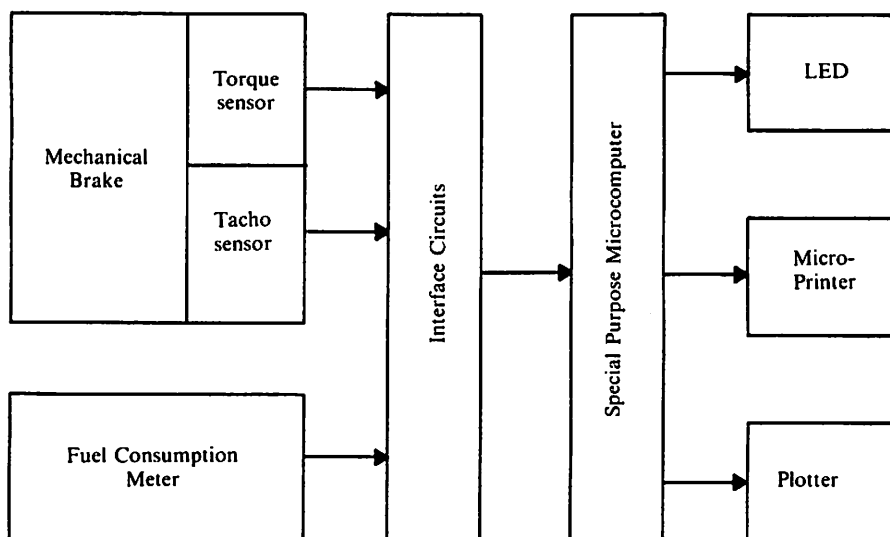 Torque
sensor
Mechanical
Brake
Tacho
sensor
Fuel Consumption
Meter
Interface Circuits
Special Purpose Microcomputer
LED
Micro-
Printer
Plotter